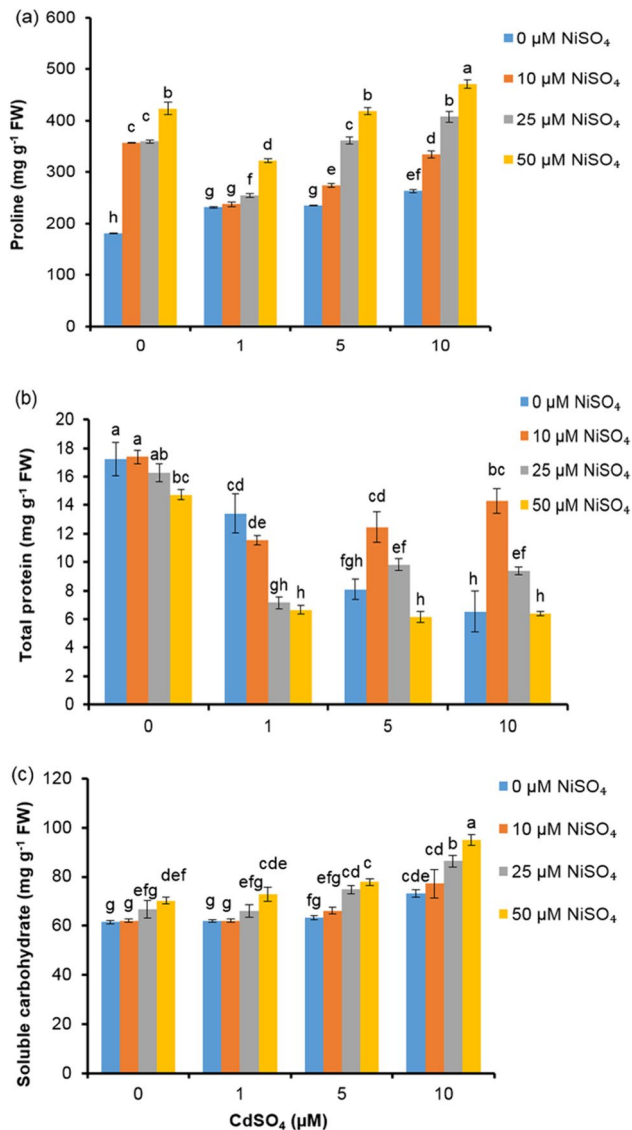 (a)
600
500
400
300
200
100
0
Proline (mg g⁻¹ FW)
0 µM NiSO₄
10 µM NiSO₄
25 µM NiSO₄
50 µM NiSO₄
h c c b
g g f d
g e c b
ef d b a
0 1 5 10
(b)
20
18
16
14
12
10
8
6
4
2
0
Total protein (mg g⁻¹ FW)
0 µM NiSO₄
10 µM NiSO₄
25 µM NiSO₄
50 µM NiSO₄
a a ab bc
cd de gh h
fgh cd ef h
h bc ef h
0 1 5 10
(c)
120
100
80
60
40
20
0
Soluble carbohydrate (mg g⁻¹ FW)
0 µM NiSO₄
10 µM NiSO₄
25 µM NiSO₄
50 µM NiSO₄
g g efg def
g g efg cde
fg efg cd c
cde cd b a
0 1 5 10
CdSO₄ (µM)